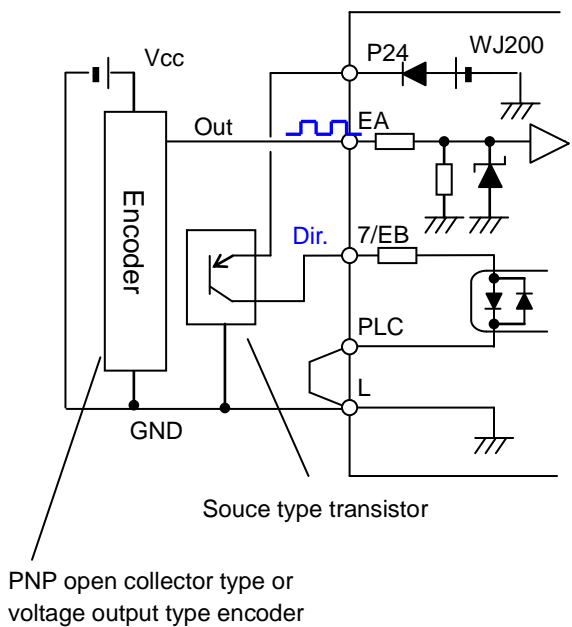 Vcc
P24
WJ200
Out
EA
Encoder
Dir.
7/EB
PLC
L
GND
Souce type transistor
PNP open collector type or
voltage output type encoder